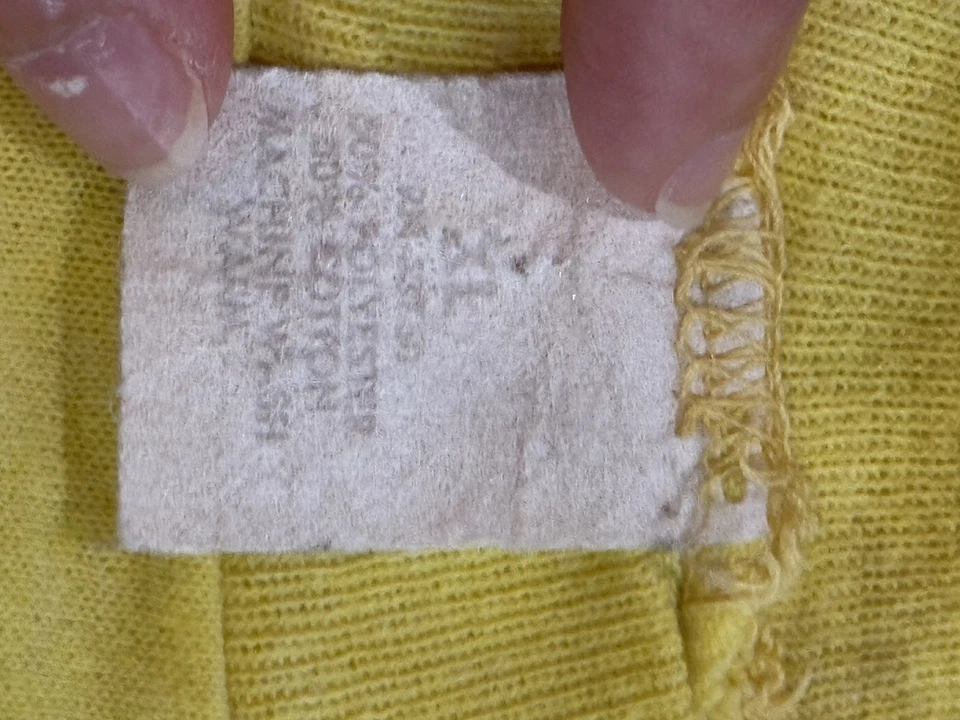 XL
50% POLYESTER
50% COTTON
MACHINE WASH
WARM